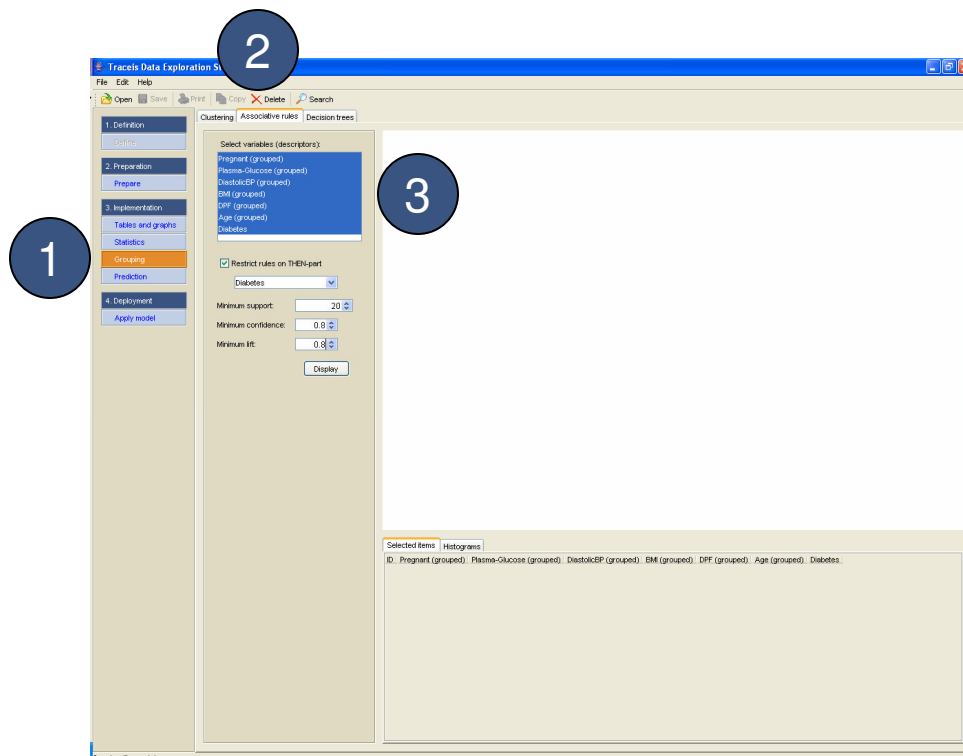 2
Traceis Data Exploration S
File Edit Help
Open Save Print Copy Delete Search
Clustering Associative rules Decision trees
1. Definition
Define
2. Preparation
Prepare
3. Implementation
Tables and graphs
Statistics
Grouping
Prediction
4. Deployment
Apply model
1
Select variables (descriptors):
Pregnant (grouped)
Plasma-Glucose (grouped)
DiastolicBP (grouped)
BMI (grouped)
DPF (grouped)
Age (grouped)
Diabetes
3
Restrict rules on THEN-part
Diabetes
Minimum support: 20
Minimum confidence: 0.8
Minimum lift: 0.8
Display
Selected items Histograms
ID Pregnant (grouped) Plasma-Glucose (grouped) DiastolicBP (grouped) BMI (grouped) DPF (grouped) Age (grouped) Diabetes